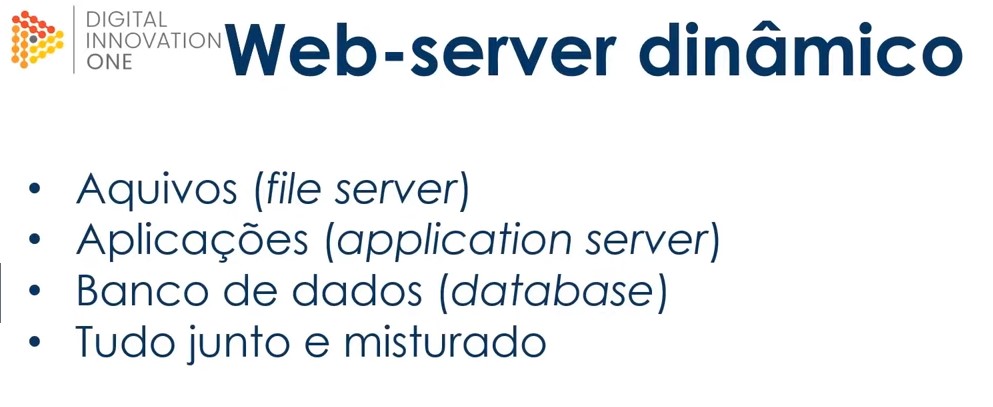 DIGITAL
INNOVATION
ONE
Web-server dinâmico
• Aquivos (file server)
• Aplicações (application server)
• Banco de dados (database)
• Tudo junto e misturado